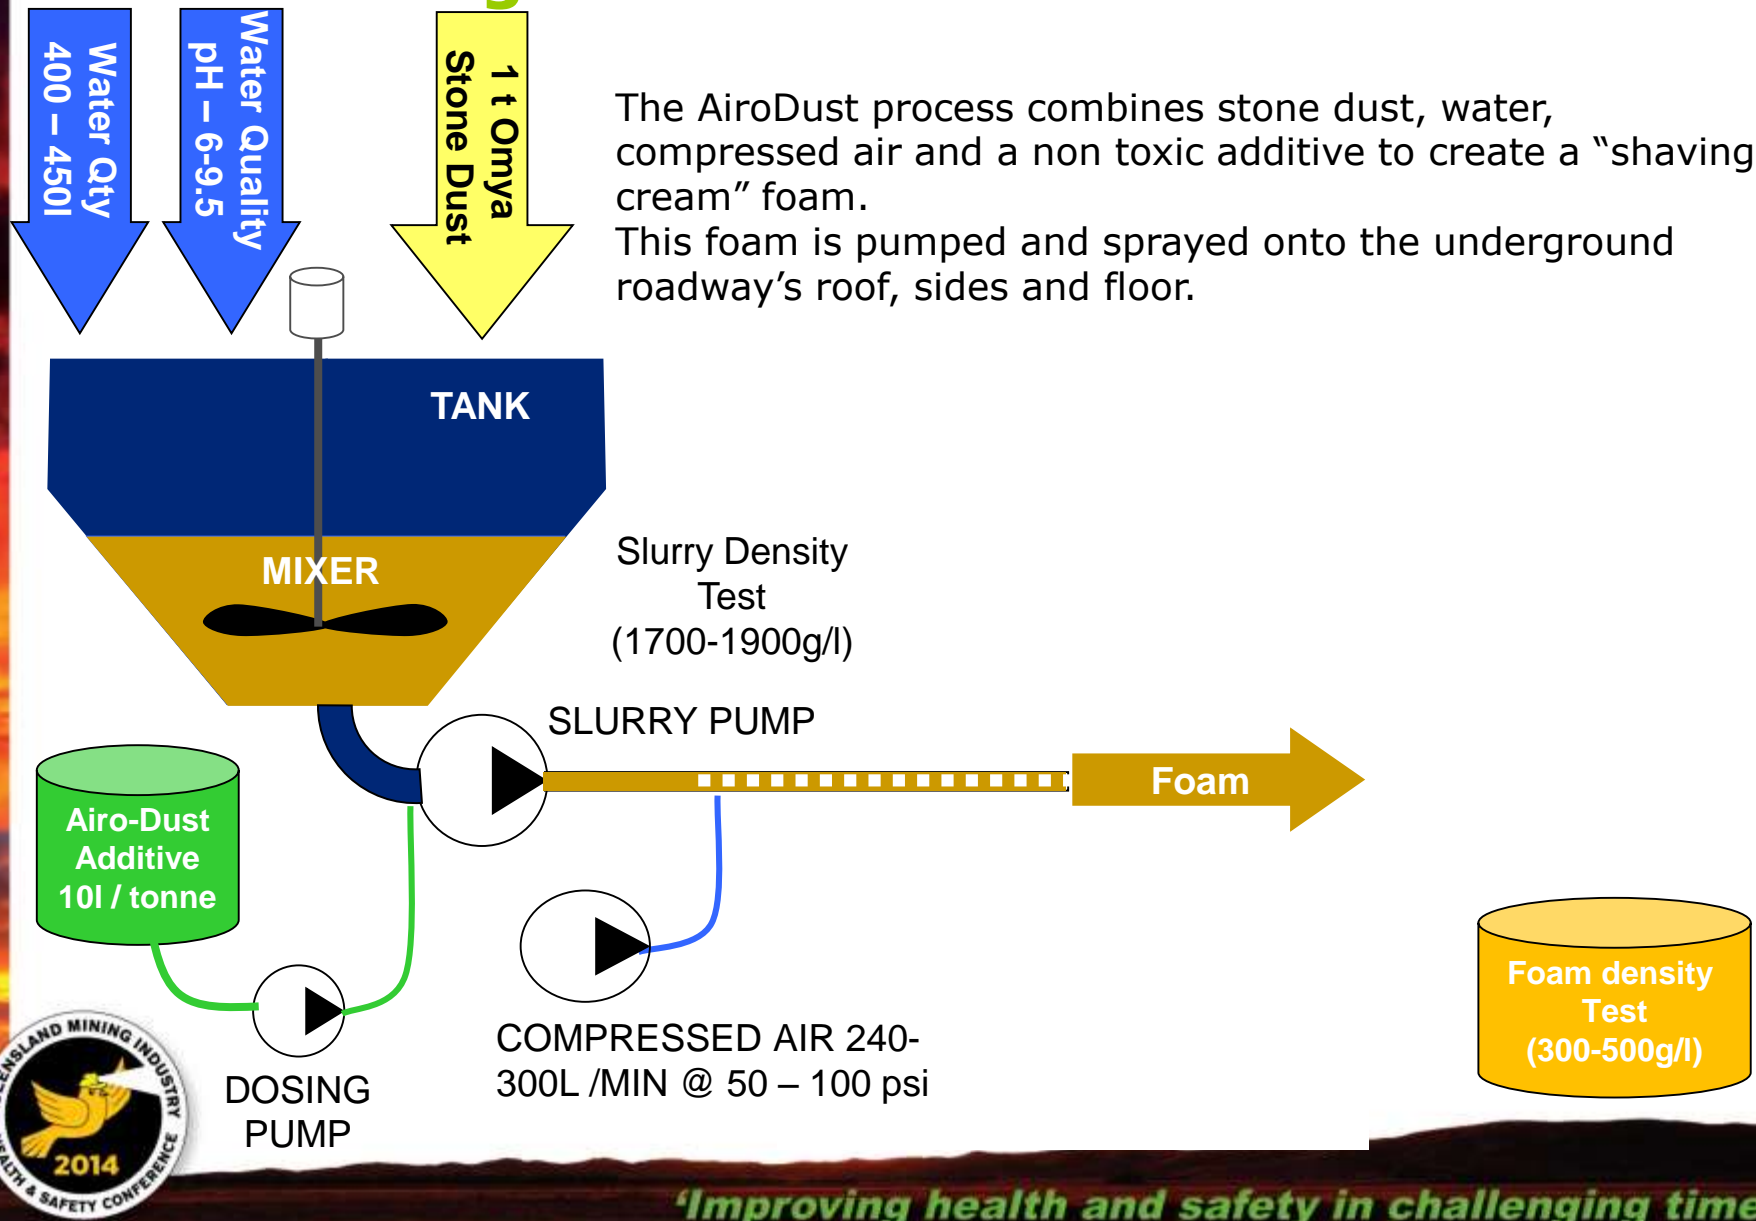 Water Qty
400 – 450l
Water Quality
pH – 6-9.5
1 t Omya
Stone Dust
The AiroDust process combines stone dust, water,
compressed air and a non toxic additive to create a “shaving
cream” foam.
This foam is pumped and sprayed onto the underground
roadway’s roof, sides and floor.
TANK
MIXER
Slurry Density
Test
(1700-1900g/l)
SLURRY PUMP
Foam
Airo-Dust
Additive
10l / tonne
COMPRESSED AIR 240-
300L /MIN @ 50 – 100 psi
DOSING
PUMP
Foam density
Test
(300-500g/l)
MINING INDUSTRY
2014
& SAFETY CONFERENCE
‘Improving health and safety in challenging time